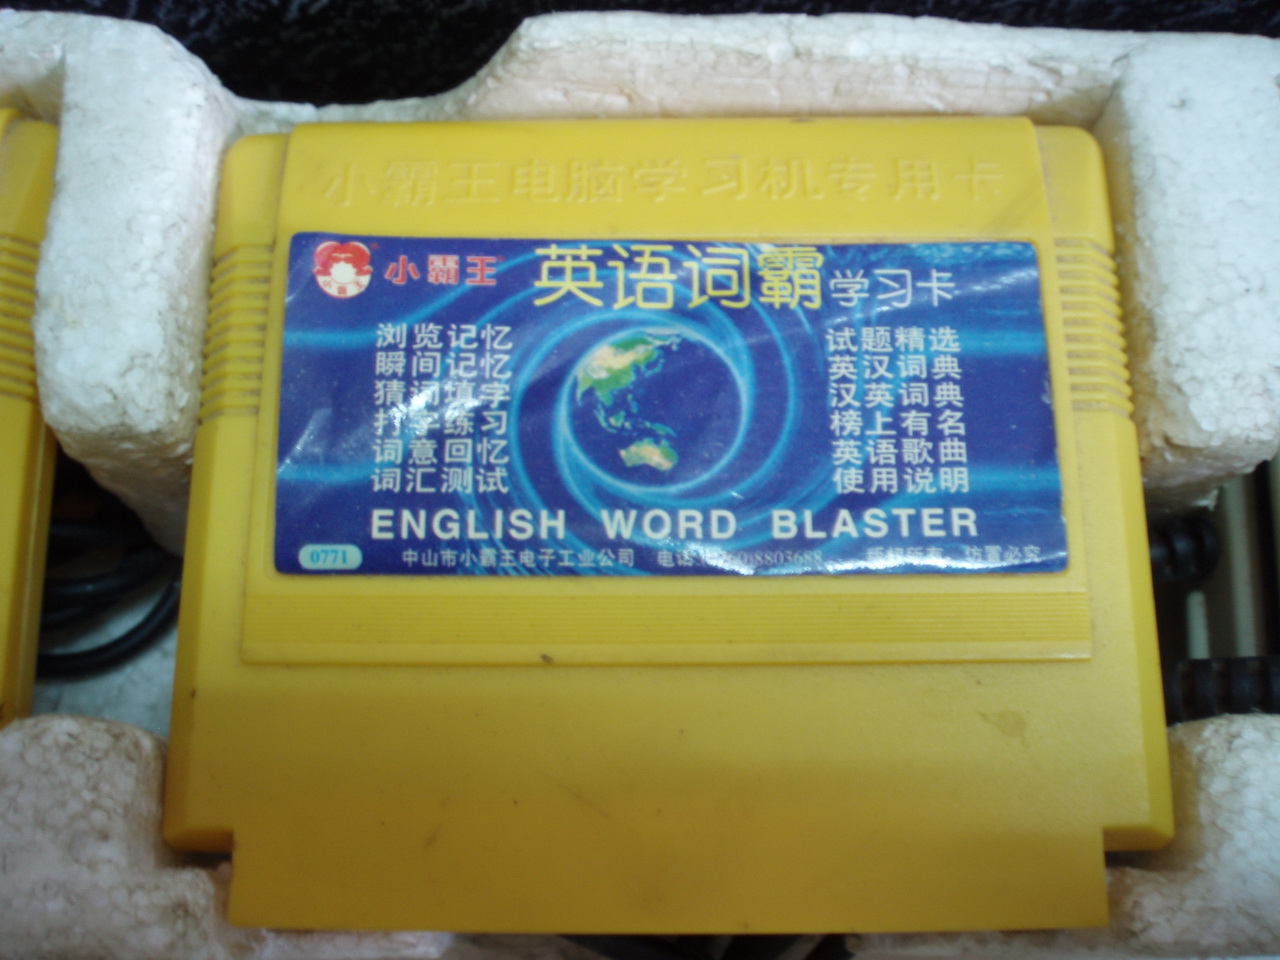 小霸王电脑学习机专用卡
小霸王 英语词霸 学习卡
浏览记忆
瞬间记忆
猜词填字
打字练习
词意回忆
词汇测试
试题精选
英汉词典
汉英词典
榜上有名
英语歌曲
使用说明
ENGLISH WORD BLASTER
0771 中山市小霸王电子工业公司 电话 8803688 版权所有 仿冒必究